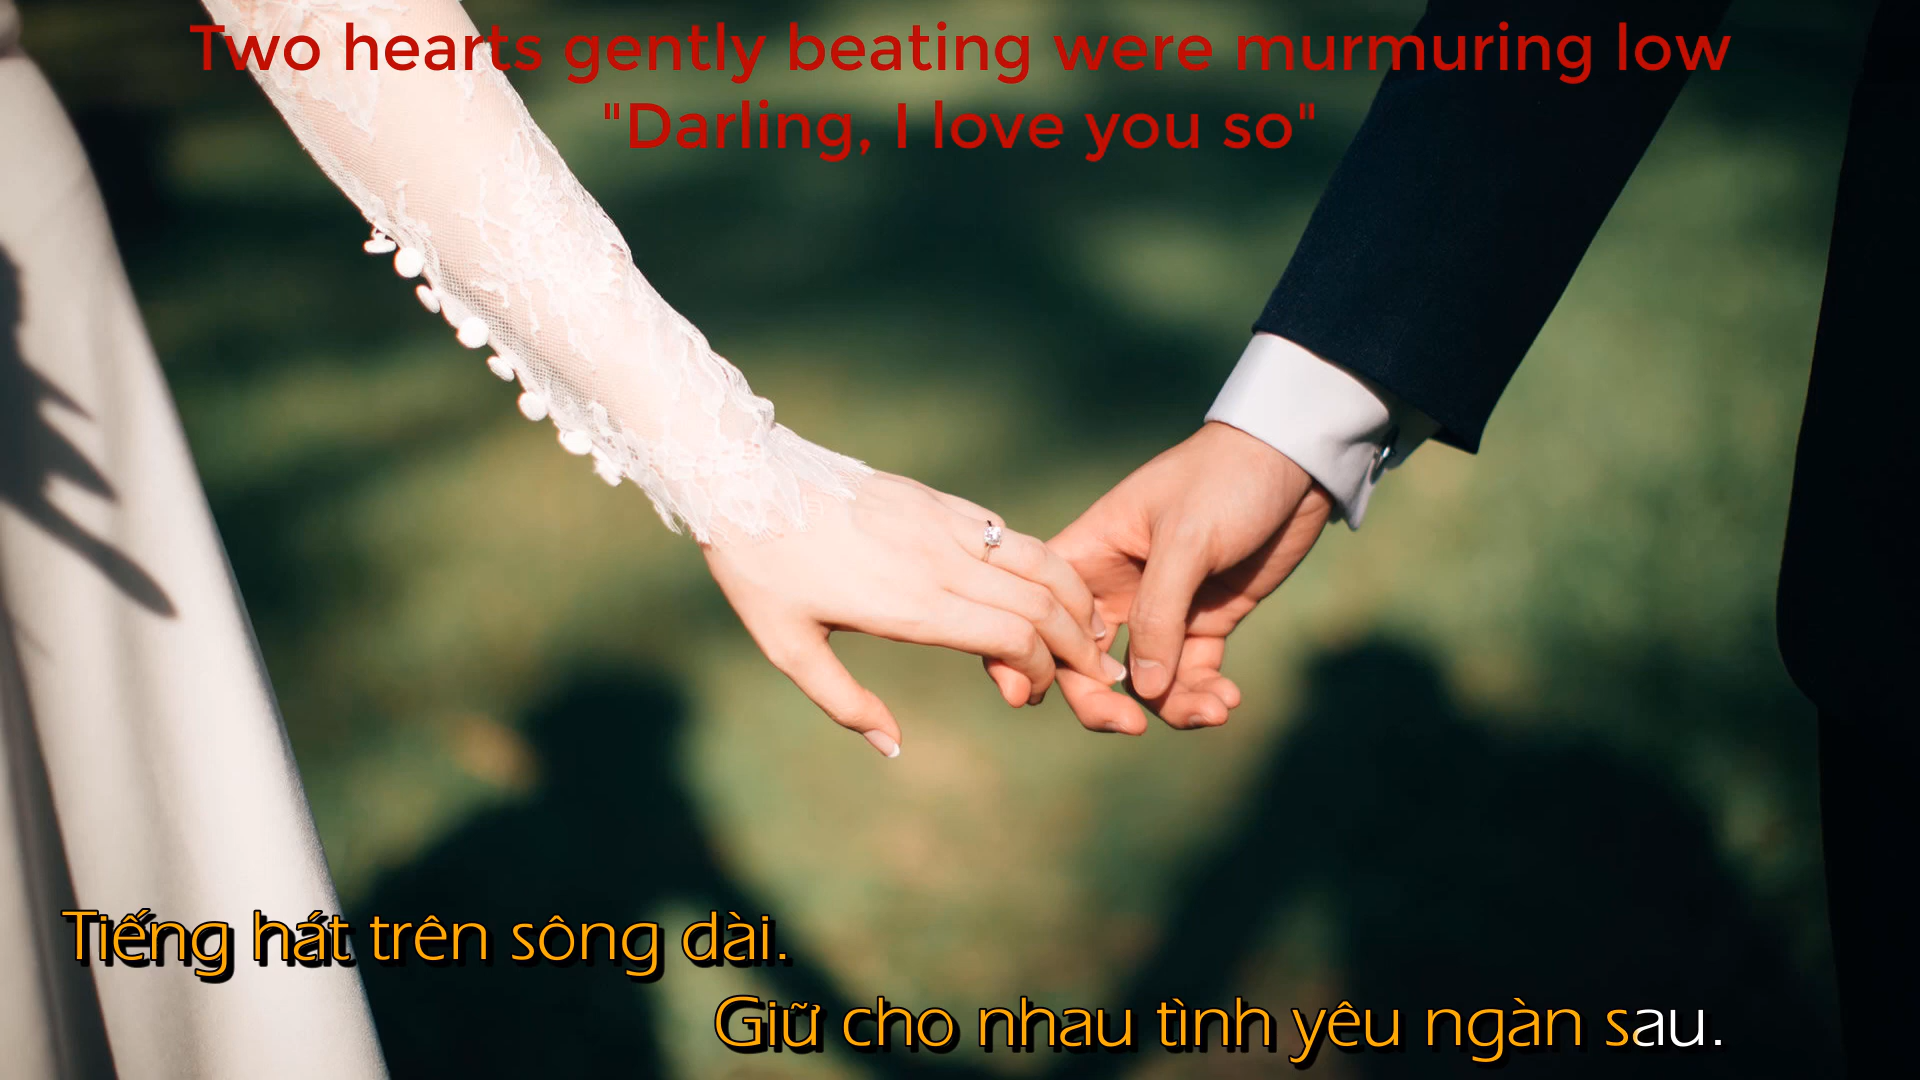 Two hearts gently beating were murmuring low
"Darling, I love you so"
Tiếng hát trên sông dài.
Giữ cho nhau tình yêu ngàn sau.